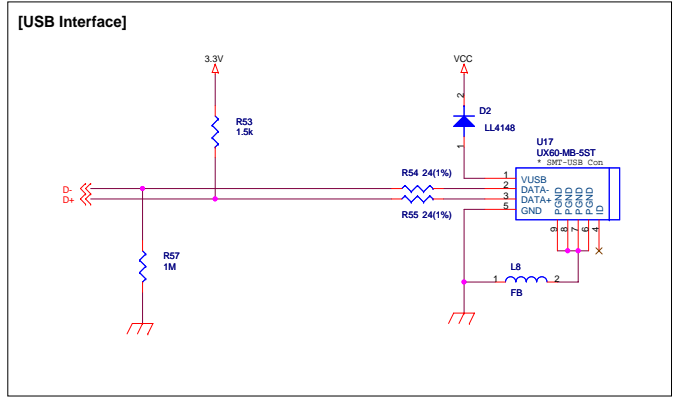 [USB Interface]
3.3V
VCC
2
D2
LL4148
1
R53
1.5k
U17
UX60-MB-5ST
* SMT-USB Con
R54 24(1%)
1 VUSB
D- 2 DATA-
D+ 3 DATA+
5 GND
R55 24(1%)
PGND PGND PGND PGND ID
9 8 7 6 4
R57
1M
L8
1 2
FB